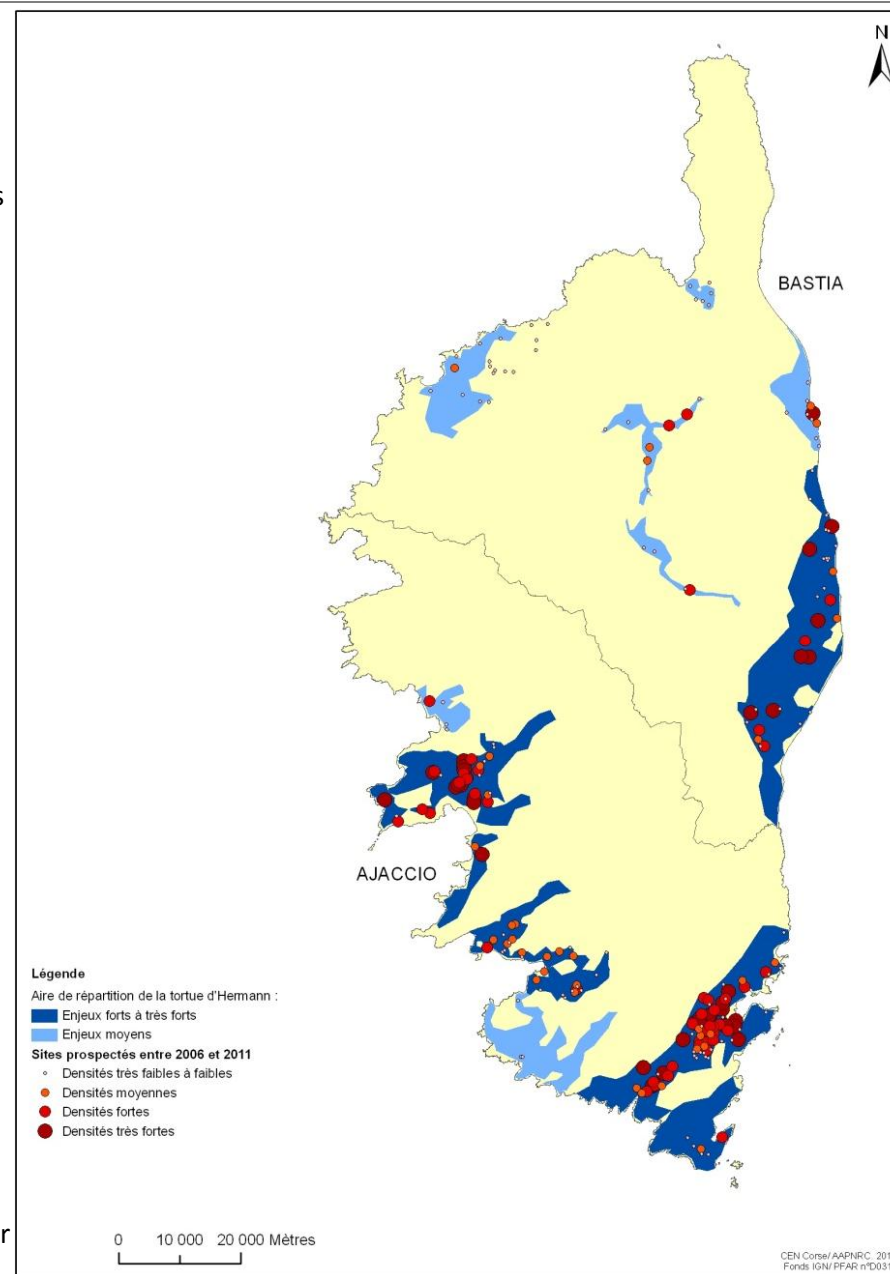 s
N
BASTIA
AJACCIO
Légende
Aire de répartition de la tortue d'Hermann :
Enjeux forts à très forts
Enjeux moyens
Sites prospectés entre 2006 et 2011
Densités très faibles à faibles
Densités moyennes
Densités fortes
Densités très fortes
r
0 10 000 20 000 Mètres
CEN Corse/ AAPNRC. 201
Fonds IGN/ PFAR n°D031